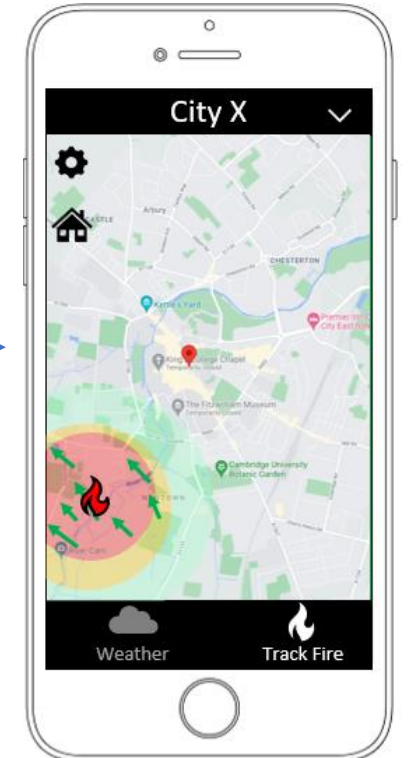 City X
Arbury
CASTLE
CHESTERTON
Kettle's Yard
Premier Inn
City East
King's College Chapel
Temporarily closed
The Fitzwilliam Museum
Temporarily closed
Cambridge University
Botanic Garden
Weather
Track Fire